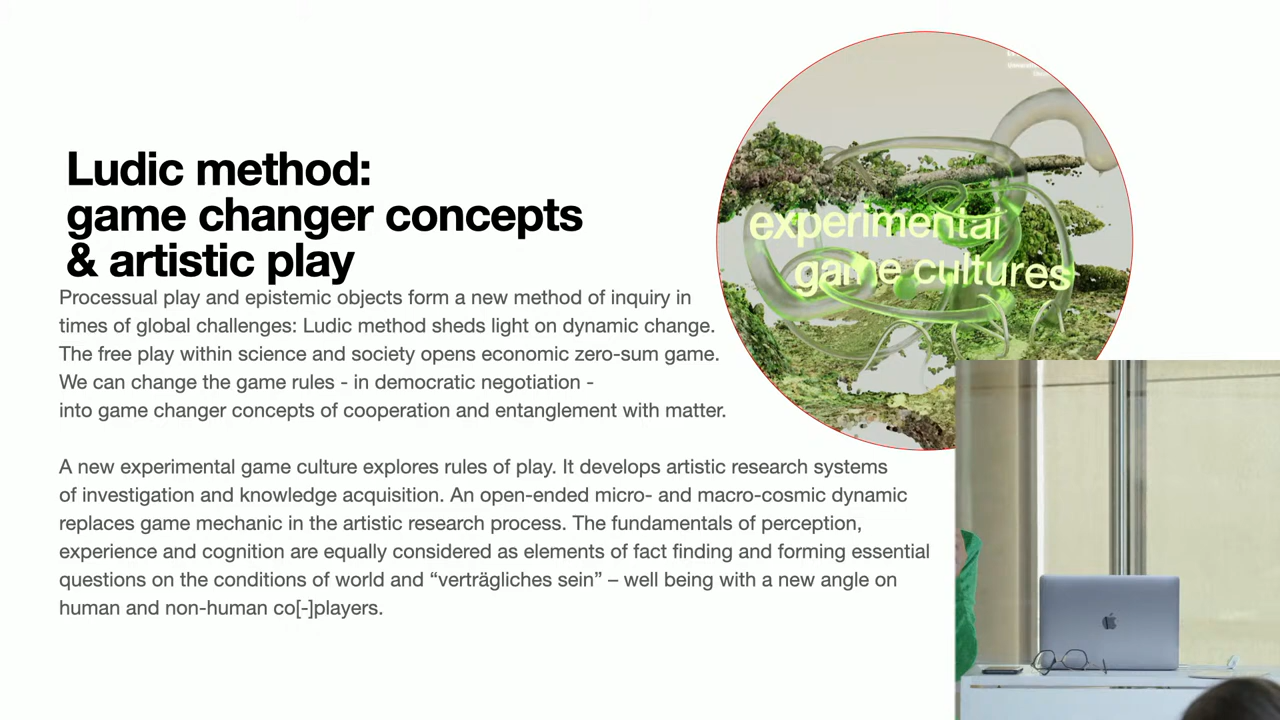 Ludic method:
game changer concepts
& artistic play
Processual play and epistemic objects form a new method of inquiry in
times of global challenges: Ludic method sheds light on dynamic change.
The free play within science and society opens economic zero-sum game.
We can change the game rules - in democratic negotiation -
into game changer concepts of cooperation and entanglement with matter.
A new experimental game culture explores rules of play. It develops artistic research systems
of investigation and knowledge acquisition. An open-ended micro- and macro-cosmic dynamic
replaces game mechanic in the artistic research process. The fundamentals of perception,
experience and cognition are equally considered as elements of fact finding and forming essential
questions on the conditions of world and “verträgliches sein” – well being with a new angle on
human and non-human co[-]players.
experimental
game cultures